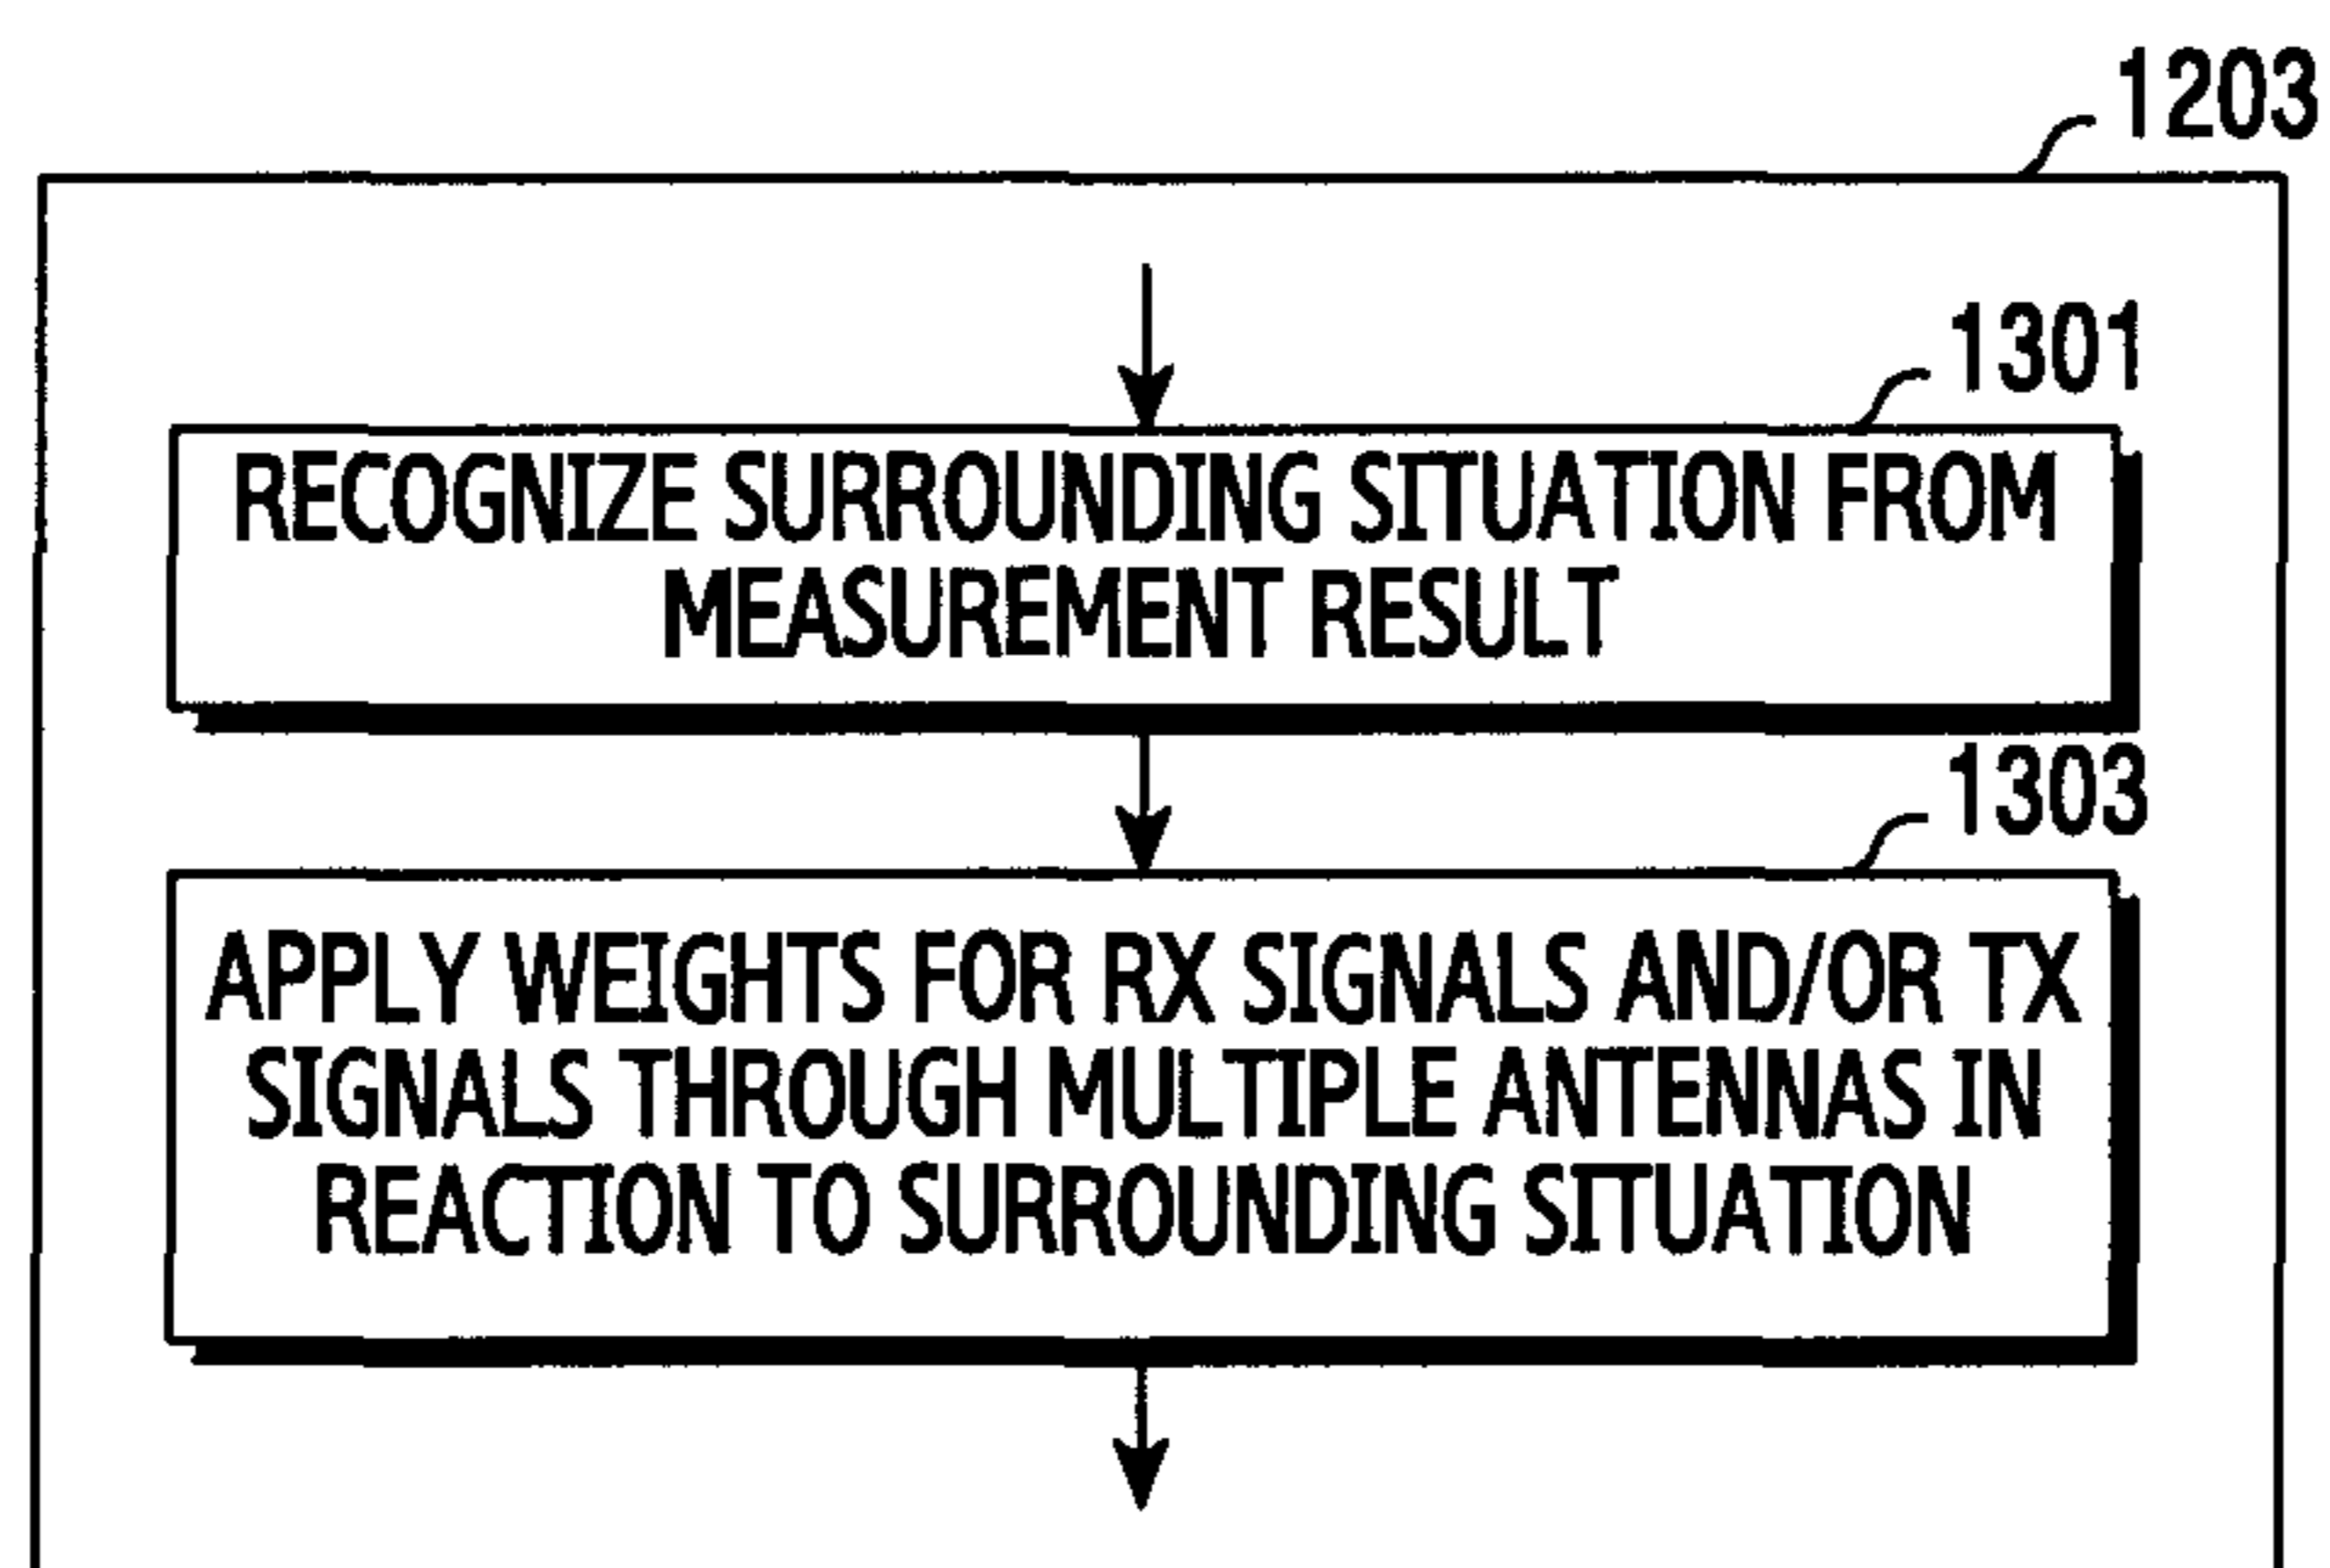 1203
1301
RECOGNIZE SURROUNDING SITUATION FROM
MEASUREMENT RESULT
1303
APPLY WEIGHTS FOR RX SIGNALS AND/OR TX
SIGNALS THROUGH MULTIPLE ANTENNAS IN
REACTION TO SURROUNDING SITUATION